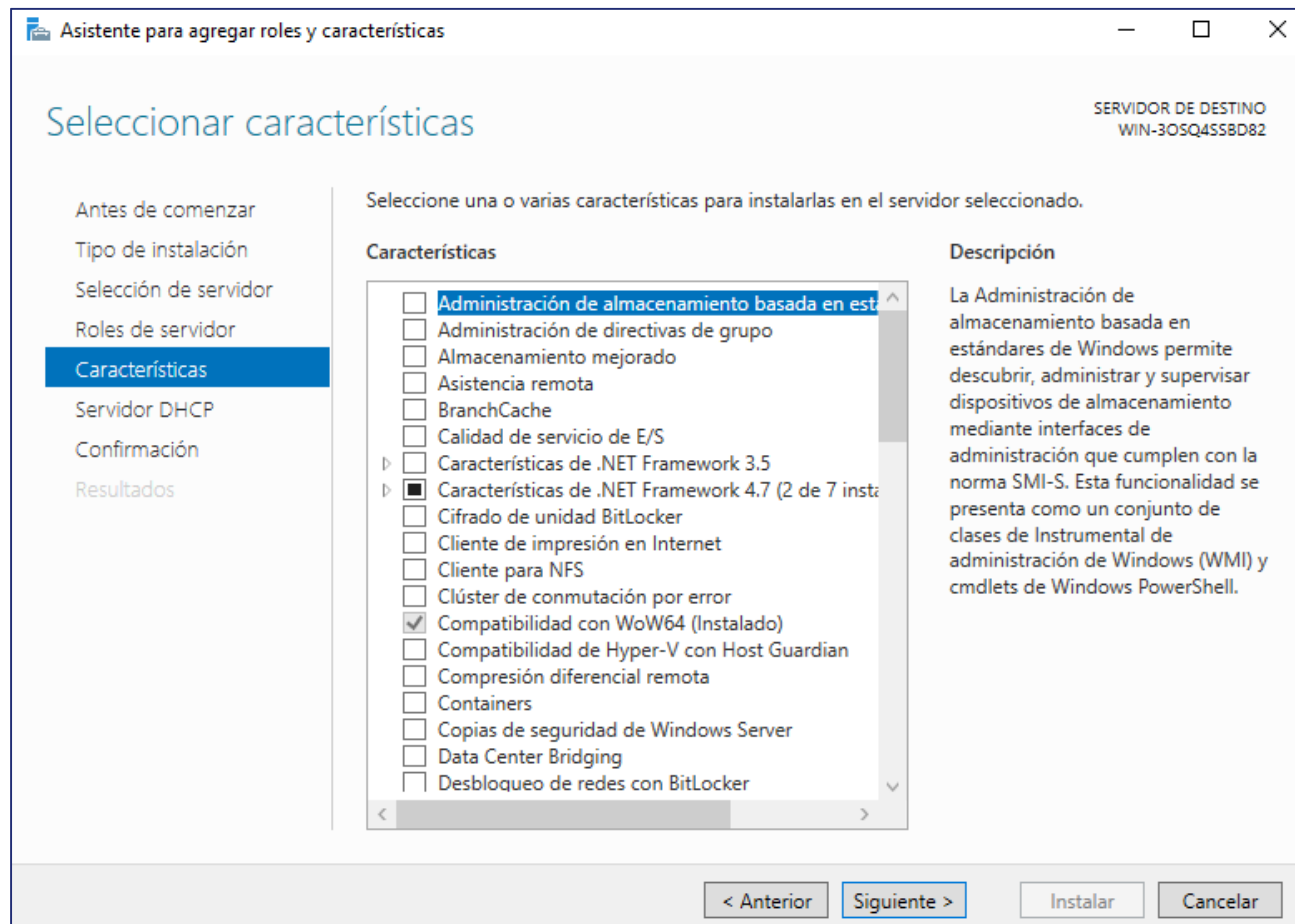 Asistente para agregar roles y características
Seleccionar características
SERVIDOR DE DESTINO
WIN-3OSQ4SSBD82
Antes de comenzar
Tipo de instalación
Selección de servidor
Roles de servidor
Características
Servidor DHCP
Confirmación
Resultados
Seleccione una o varias características para instalarlas en el servidor seleccionado.
Características
Administración de almacenamiento basada en está
Administración de directivas de grupo
Almacenamiento mejorado
Asistencia remota
BranchCache
Calidad de servicio de E/S
Características de .NET Framework 3.5
Características de .NET Framework 4.7 (2 de 7 insta
Cifrado de unidad BitLocker
Cliente de impresión en Internet
Cliente para NFS
Clúster de conmutación por error
Compatibilidad con WoW64 (Instalado)
Compatibilidad de Hyper-V con Host Guardian
Compresión diferencial remota
Containers
Copias de seguridad de Windows Server
Data Center Bridging
Desbloqueo de redes con BitLocker
Descripción
La Administración de
almacenamiento basada en
estándares de Windows permite
descubrir, administrar y supervisar
dispositivos de almacenamiento
mediante interfaces de
administración que cumplen con la
norma SMI-S. Esta funcionalidad se
presenta como un conjunto de
clases de Instrumental de
administración de Windows (WMI) y
cmdlets de Windows PowerShell.
< Anterior
Siguiente >
Instalar
Cancelar